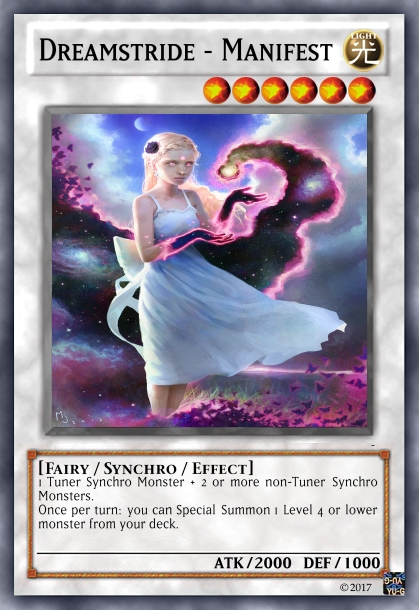 Dreamstride - Manifest
LIGHT
光
[Fairy / Synchro / Effect]
1 Tuner Synchro Monster + 2 or more non-Tuner Synchro
Monsters.
Once per turn: you can Special Summon 1 Level 4 or lower
monster from your deck.
ATK/2000 DEF/1000
©2017